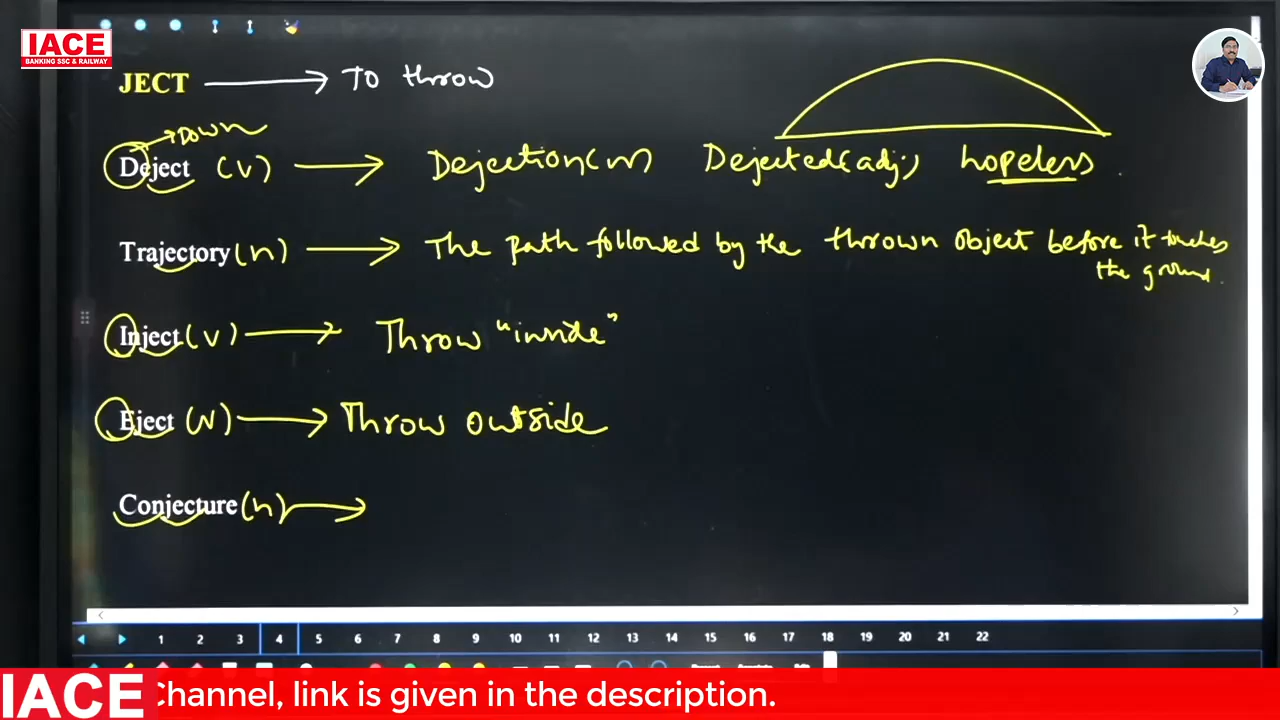 IACE
BANKING SSC & RAILWAY
JECT → To throw
→Down
Deject (v) → Dejection(n) Dejected(adj) hopeless
Trajectory (n) → The path followed by the thrown object before it touches
the ground.
Inject (v) → Throw "inside"
Eject (v) → Throw outside
Conjecture (n) →
1 2 3 4 5 6 7 8 9 10 11 12 13 14 15 16 17 18 19 20 21 22
IACE Channel, link is given in the description.